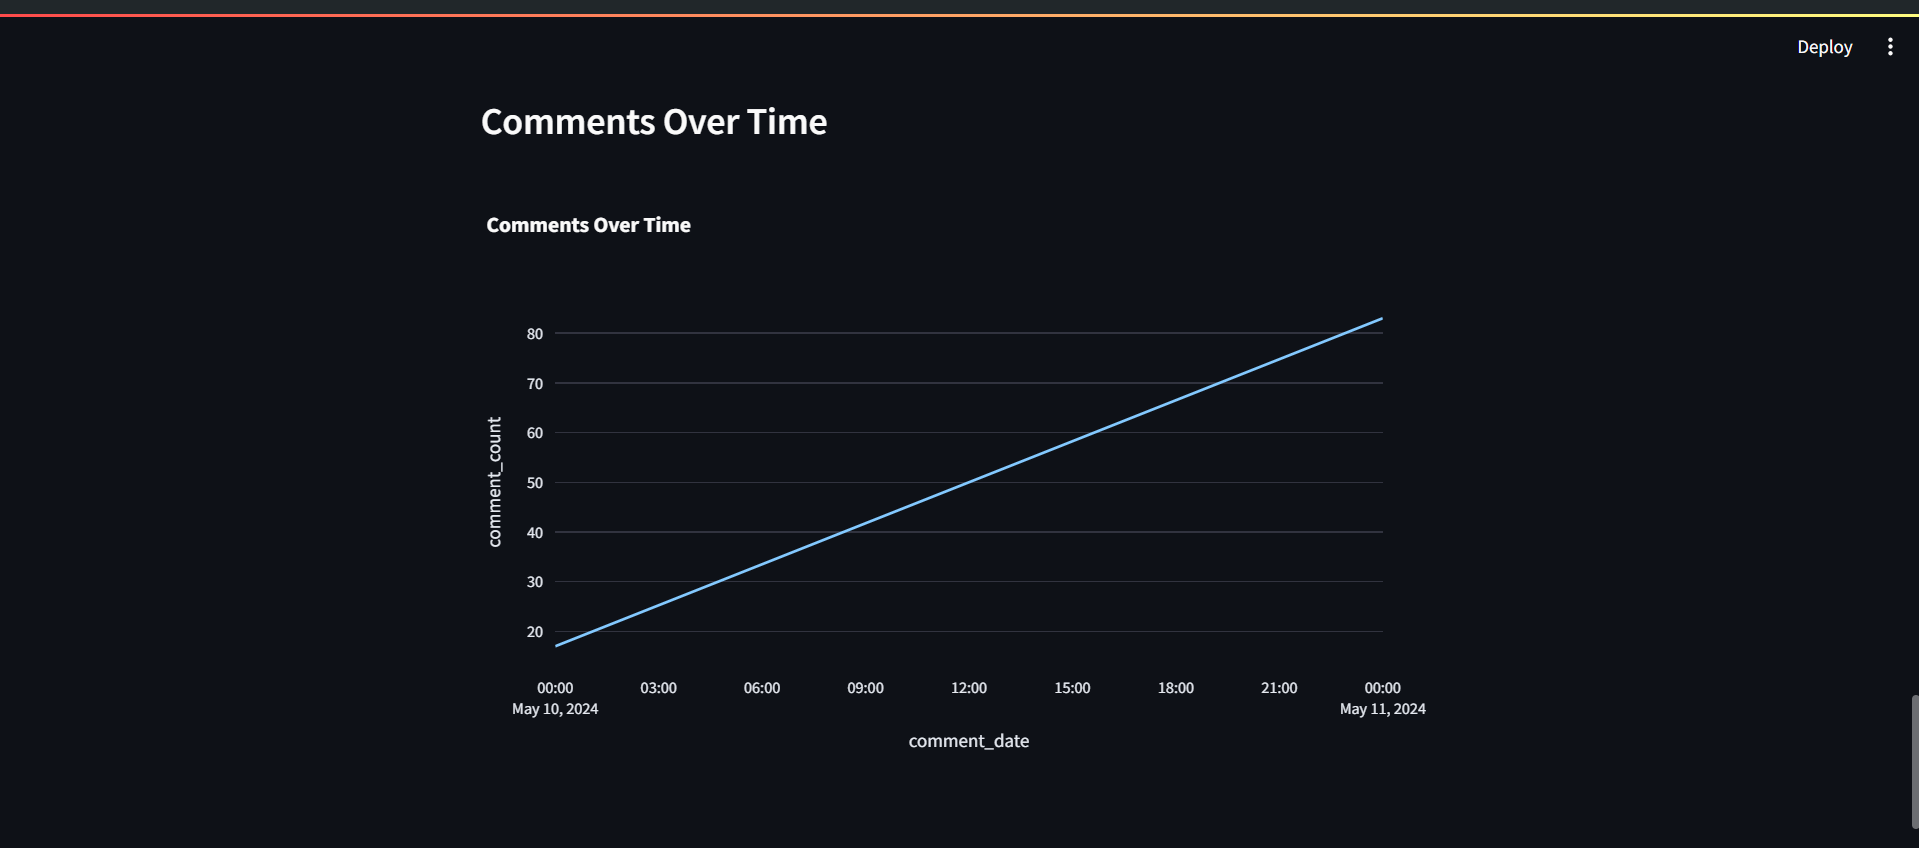 Deploy
Comments Over Time
Comments Over Time
80
70
60
50
40
30
20
comment_count
00:00 03:00 06:00 09:00 12:00 15:00 18:00 21:00 00:00
May 10, 2024 May 11, 2024
comment_date